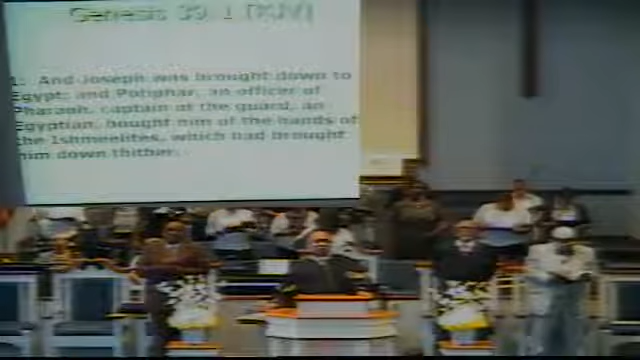 Genesis 39:1 (KJV)
1: And Joseph was brought down to
Egypt; and Potiphar, an officer of
Pharaoh, captain of the guard, an
Egyptian, bought him of the hands of
the Ishmeelites, which had brought
him down thither.